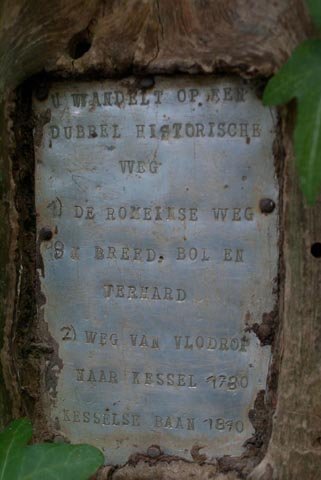 U WANDELT OP EEN
DUBBEL HISTORISCHE
WEG
1) DE ROMEINSE WEG
9 M BREED. BOL EN
VERHARD
2) WEG VAN VLODROP
NAAR KESSEL 1780
KESSELSE BAAN 1840